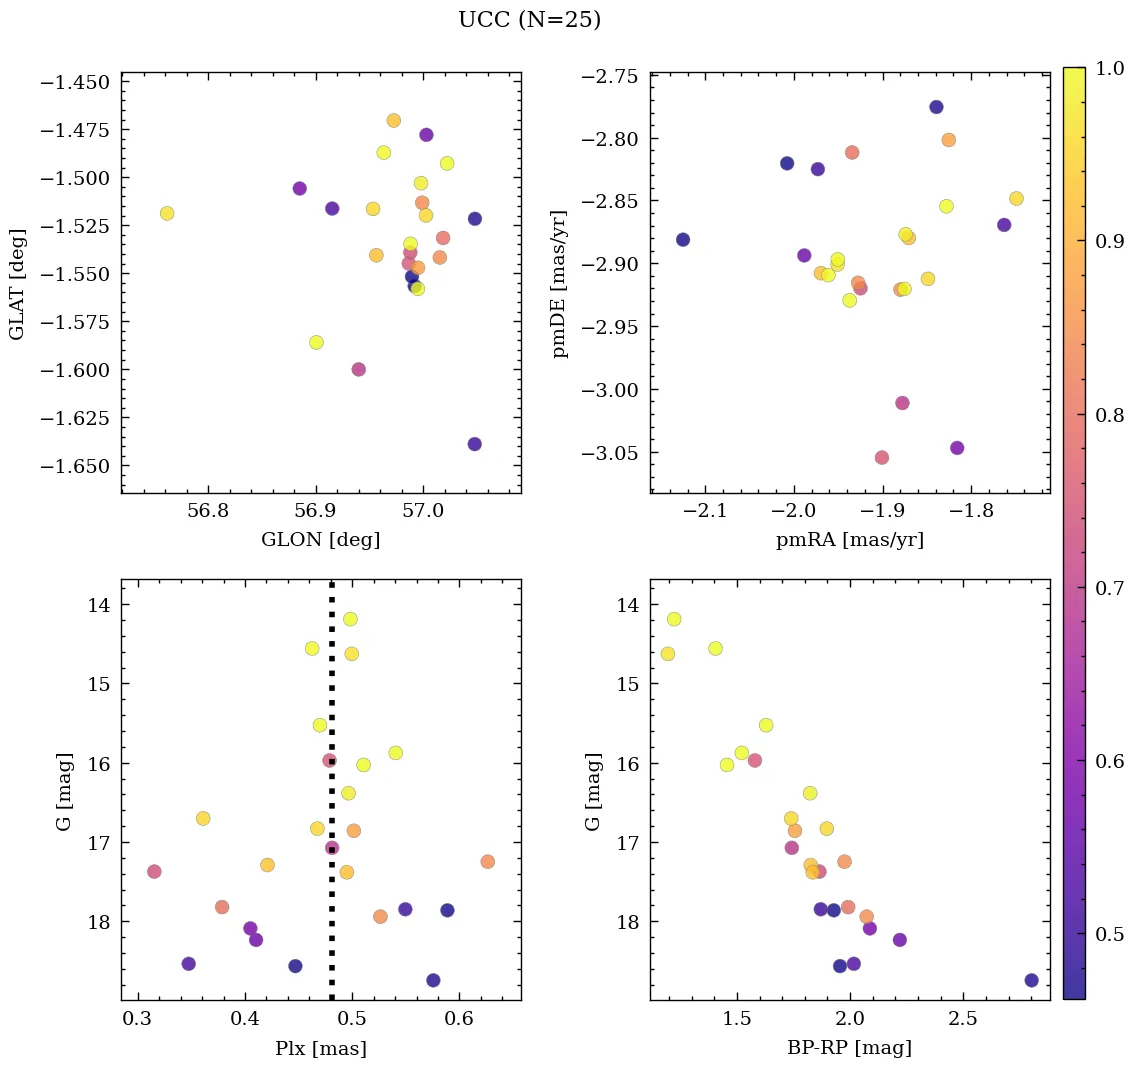 UCC (N=25)
−1.450
−1.475
−1.500
−1.525
−1.550
−1.575
−1.600
−1.625
−1.650
GLAT [deg]
56.8 56.9 57.0
GLON [deg]
−2.75
−2.80
−2.85
−2.90
−2.95
−3.00
−3.05
pmDE [mas/yr]
−2.1 −2.0 −1.9 −1.8
pmRA [mas/yr]
14
15
16
17
18
G [mag]
0.3 0.4 0.5 0.6
Plx [mas]
14
15
16
17
18
G [mag]
1.5 2.0 2.5
BP-RP [mag]
1.0
0.9
0.8
0.7
0.6
0.5